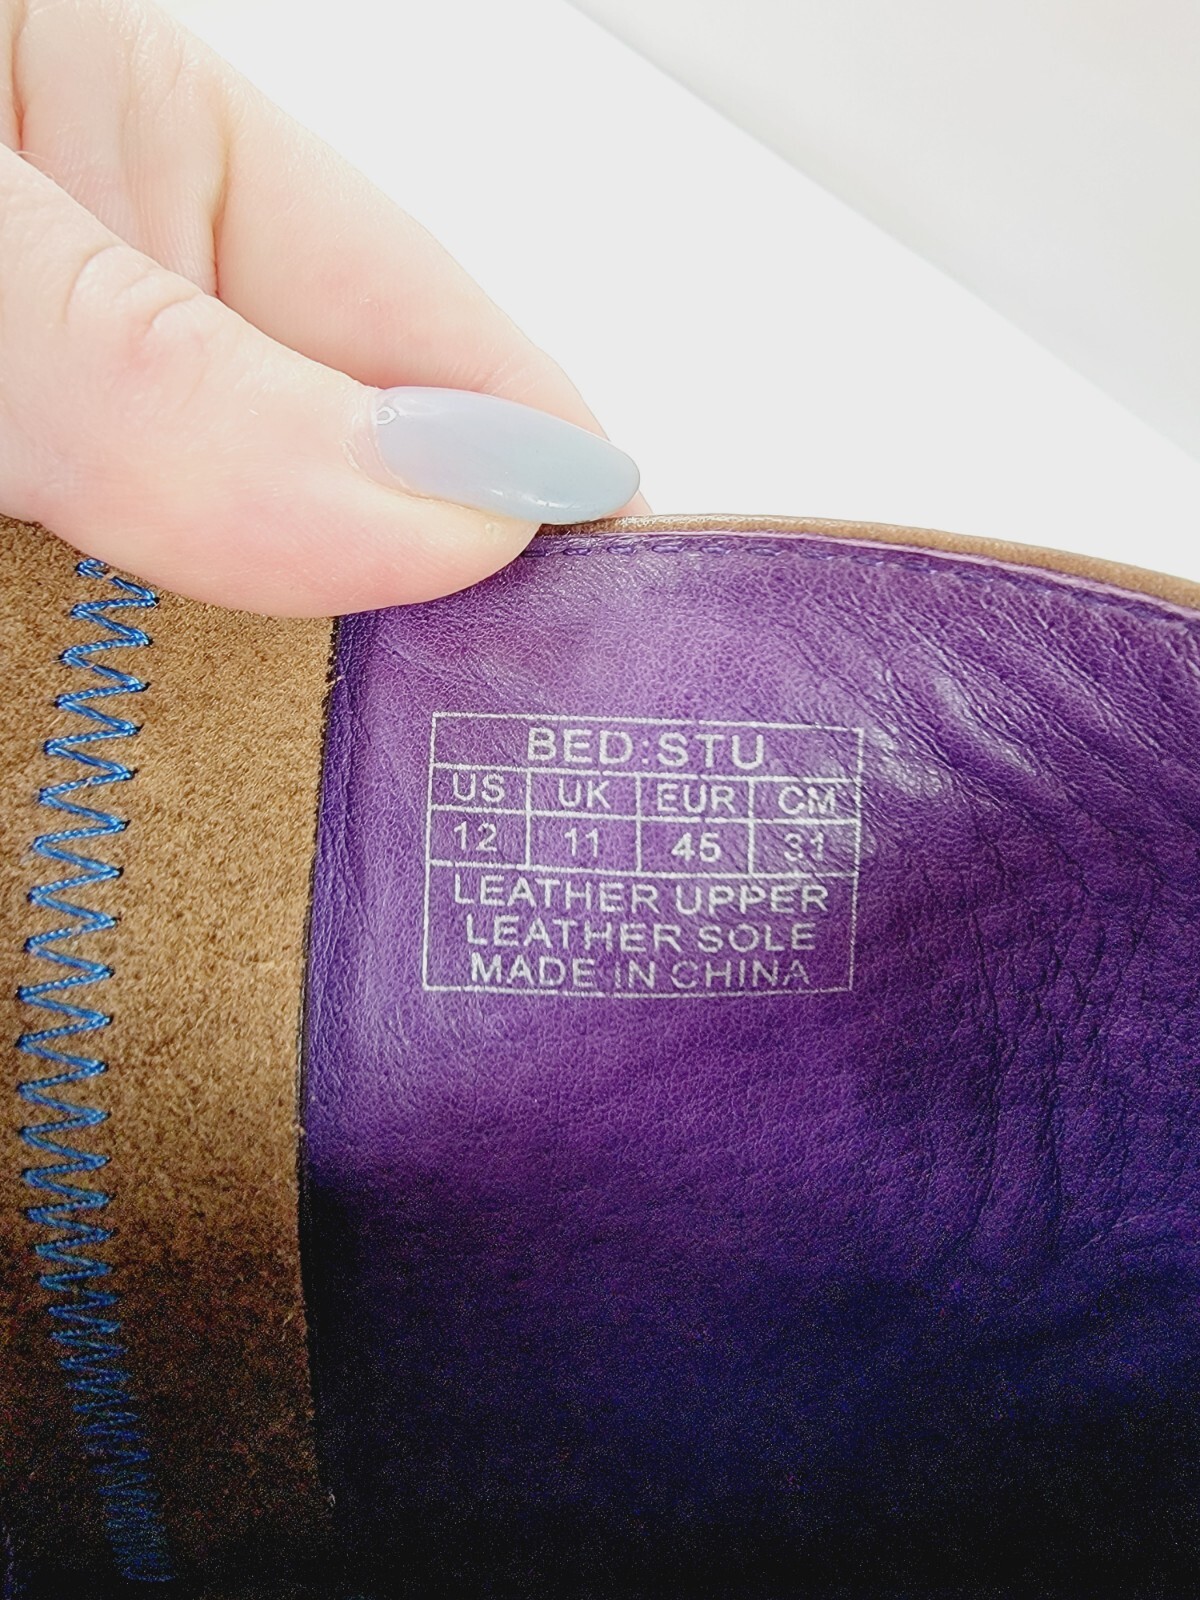 BED:STU
US UK EUR CM
12 11 45 31
LEATHER UPPER
LEATHER SOLE
MADE IN CHINA